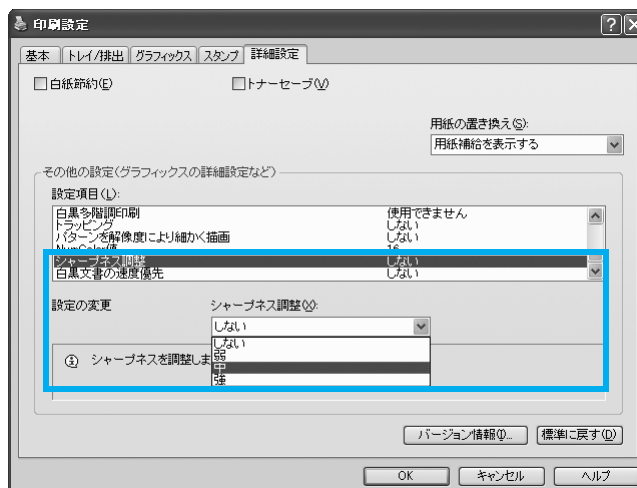 印刷設定
基本 トレイ/排出 グラフィックス スタンプ 詳細設定
白紙節約(E) トナーセーブ(V)
用紙の置き換え(S):
用紙補給を表示する
その他の設定(グラフィックスの詳細設定など)
設定項目(L):
白黒多階調印刷 使用できません
トラッピング しない
パターンを解像度により細かく描画 しない
NumColor値 16
シャープネス調整 しない
白黒文書の速度優先 しない
設定の変更 シャープネス調整(X):
しない
しない
弱
中
強
シャープネスを調整しま
バージョン情報(I)... 標準に戻す(D)
OK キャンセル ヘルプ